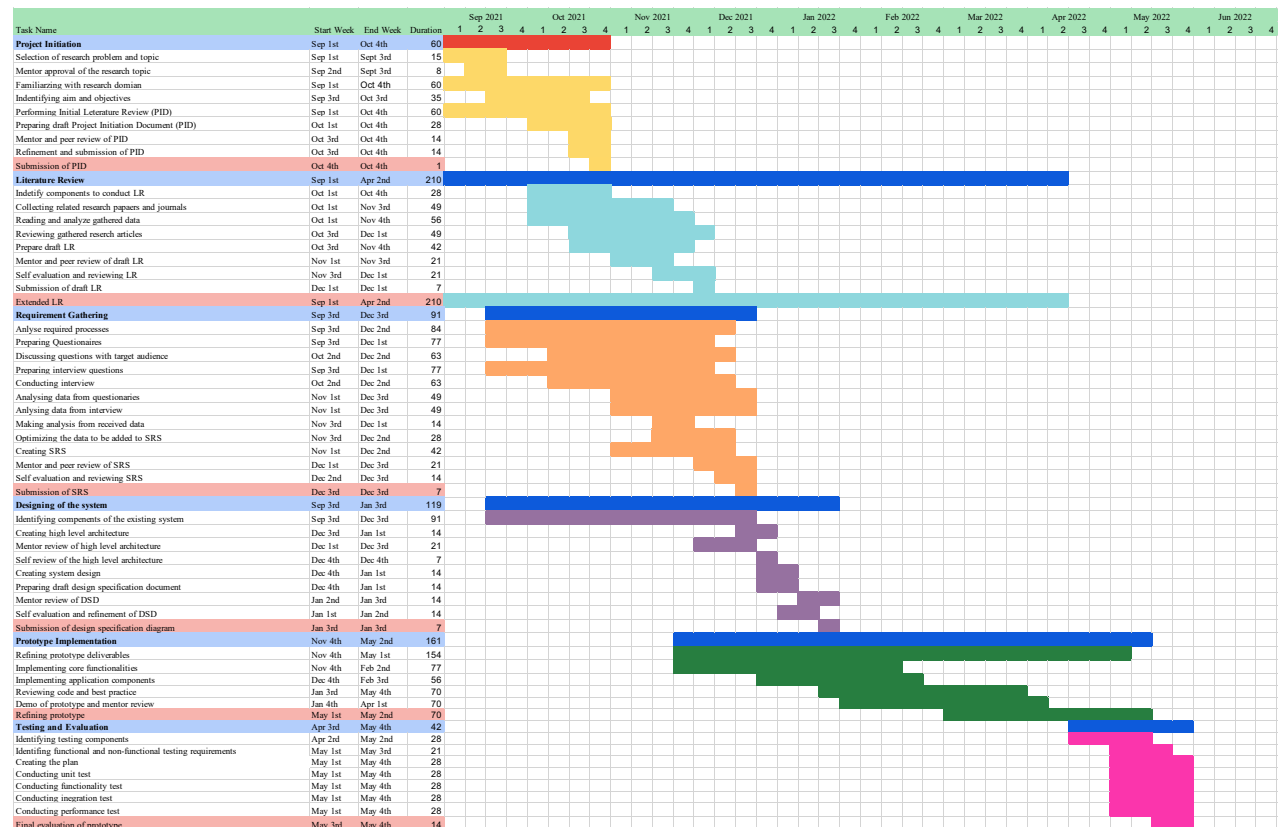 Sep 2021 Oct 2021 Nov 2021 Dec 2021 Jan 2022 Feb 2022 Mar 2022 Apr 2022 May 2022 Jun 2022
Task Name Start Week End Week Duration 1 2 3 4 1 2 3 4 1 2 3 4 1 2 3 4 1 2 3 4 1 2 3 4 1 2 3 4 1 2 3 4 1 2 3 4 1 2 3 4
Project Initiation Sep 1st Oct 4th 60
Selection of research problem and topic Sep 1st Sept 3rd 15
Mentor approval of the research topic Sep 2nd Sept 3rd 8
Familiarzing with research domian Sep 1st Oct 4th 60
Indentifying aim and objectives Sep 3rd Oct 3rd 35
Performing Initial Leterature Review (PID) Sep 1st Oct 4th 60
Preparing draft Project Initiation Document (PID) Oct 1st Oct 4th 28
Mentor and peer review of PID Oct 3rd Oct 4th 14
Refinement and submission of PID Oct 3rd Oct 4th 14
Submission of PID Oct 4th Oct 4th 1
Literature Review Sep 1st Apr 2nd 210
Indetify components to conduct LR Oct 1st Oct 4th 28
Collecting related research papaers and journals Oct 1st Nov 3rd 49
Reading and analyze gathered data Oct 1st Nov 4th 56
Reviewing gathered reserch articles Oct 3rd Dec 1st 49
Prepare draft LR Oct 3rd Nov 4th 42
Mentor and peer review of draft LR Nov 1st Nov 3rd 21
Self evaluation and reviewing LR Nov 3rd Dec 1st 21
Submission of draft LR Dec 1st Dec 1st 7
Extended LR Sep 1st Apr 2nd 210
Requirement Gathering Sep 3rd Dec 3rd 91
Anlyse required processes Sep 3rd Dec 2nd 84
Preparing Questionaires Sep 3rd Dec 1st 77
Discussing questions with target audience Oct 2nd Dec 2nd 63
Preparing interview questions Sep 3rd Dec 1st 77
Conducting interview Oct 2nd Dec 2nd 63
Analysing data from questionaries Nov 1st Dec 3rd 49
Anlysing data from interview Nov 1st Dec 3rd 49
Making analysis from received data Nov 3rd Dec 1st 14
Optimizing the data to be added to SRS Nov 3rd Dec 2nd 28
Creating SRS Nov 1st Dec 2nd 42
Mentor and peer review of SRS Dec 1st Dec 3rd 21
Self evaluation and reviewing SRS Dec 2nd Dec 3rd 14
Submission of SRS Dec 3rd Dec 3rd 7
Designing of the system Sep 3rd Jan 3rd 119
Identifying compenents of the existing system Sep 3rd Dec 3rd 91
Creating high level architecture Dec 3rd Jan 1st 14
Mentor review of high level architecture Dec 1st Dec 3rd 21
Self review of the high level architecture Dec 4th Dec 4th 7
Creating system design Dec 4th Jan 1st 14
Preparing draft design specification document Dec 4th Jan 1st 14
Mentor review of DSD Jan 2nd Jan 3rd 14
Self evaluation and refinement of DSD Jan 1st Jan 2nd 14
Submission of design specification diagram Jan 3rd Jan 3rd 7
Prototype Implementation Nov 4th May 2nd 161
Refining prototype deliverables Nov 4th May 1st 154
Implementing core functionalities Nov 4th Feb 2nd 77
Implementing application components Dec 4th Feb 3rd 56
Reviewing code and best practice Jan 3rd May 4th 70
Demo of prototype and mentor review Jan 4th Apr 1st 70
Refining prototype May 1st May 2nd 70
Testing and Evaluation Apr 3rd May 4th 42
Identifying testing components Apr 2nd May 2nd 28
Identifing functional and non-functional testing requirements May 1st May 3rd 21
Creating the plan May 1st May 4th 28
Conducting unit test May 1st May 4th 28
Conducting functionality test May 1st May 4th 28
Conducting inegration test May 1st May 4th 28
Conducting performance test May 1st May 4th 28
Final evaluation of prototype May 3rd May 4th 14